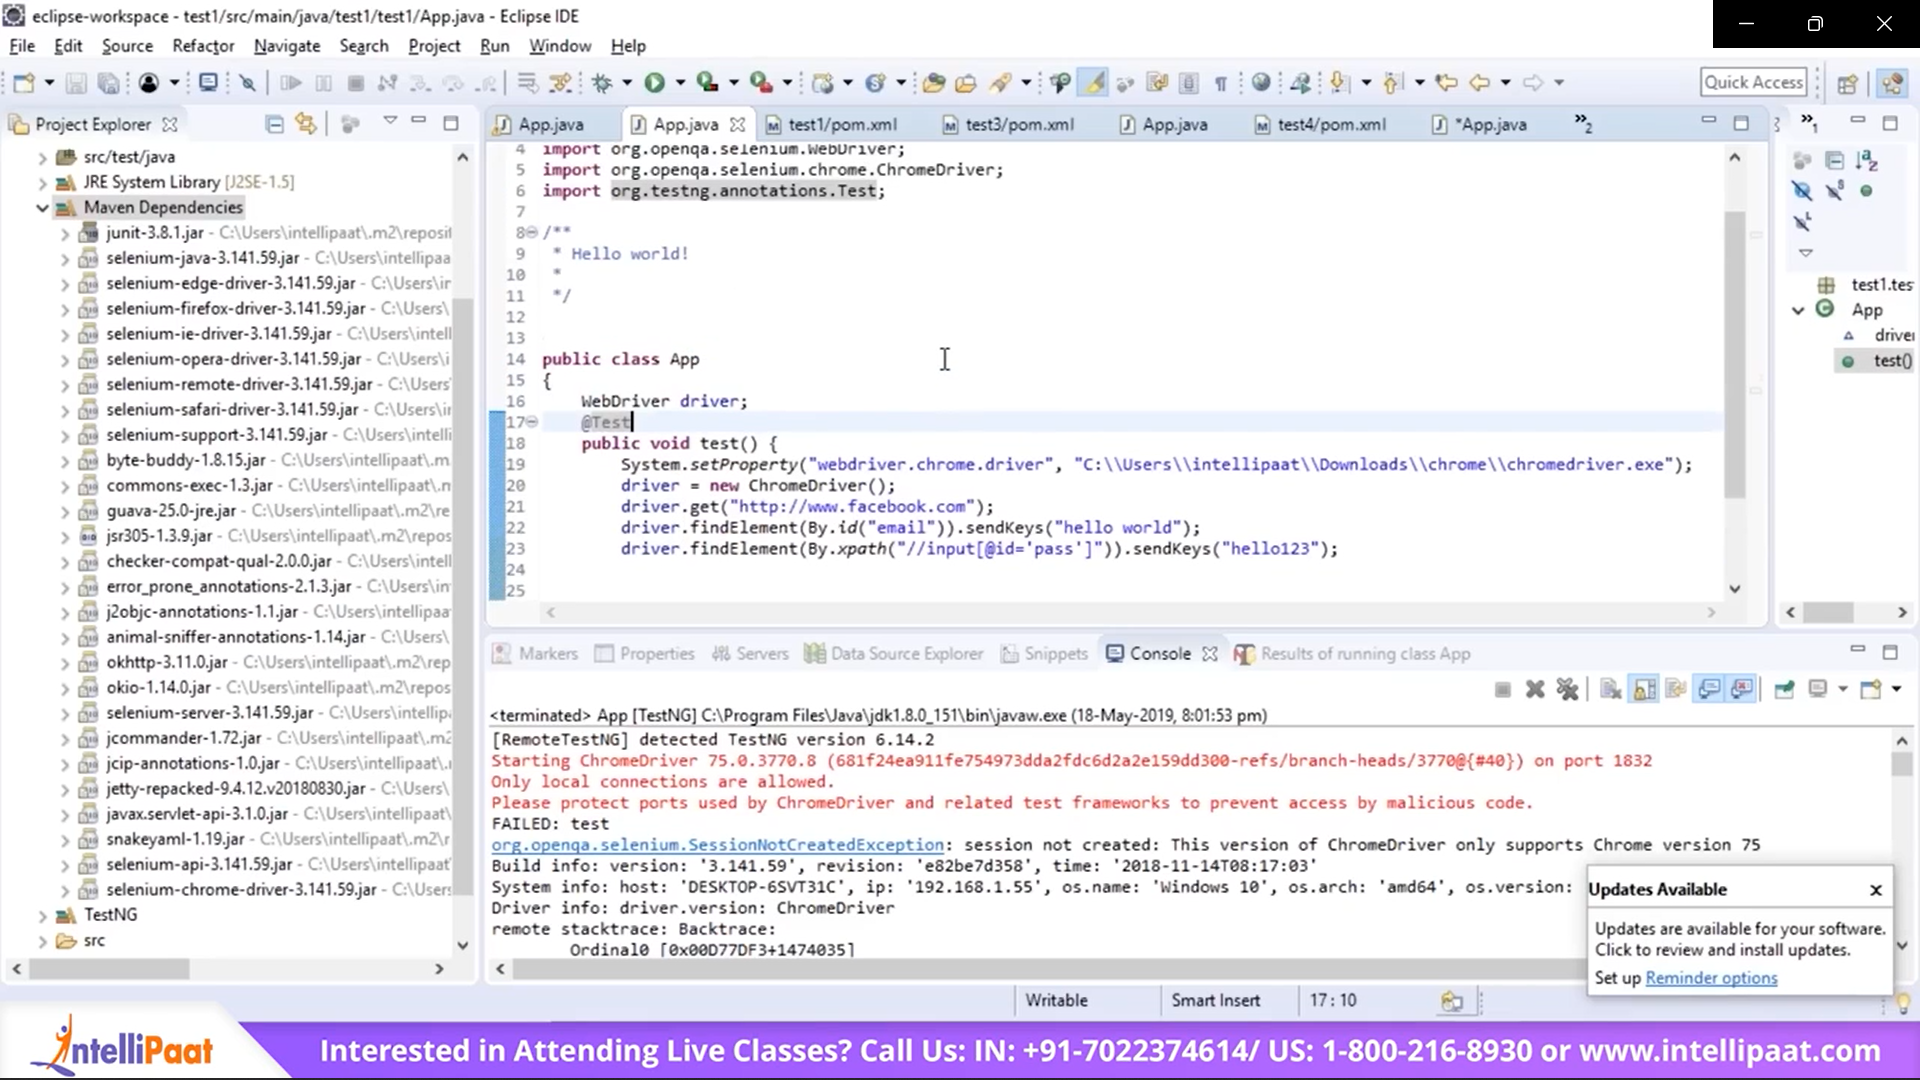 eclipse-workspace - test1/src/main/java/test1/test1/App.java - Eclipse IDE
File Edit Source Refactor Navigate Search Project Run Window Help
Quick Access
Project Explorer
App.java App.java test1/pom.xml test3/pom.xml App.java test4/pom.xml *App.java »2
»1
src/test/java
JRE System Library [J2SE-1.5]
Maven Dependencies
junit-3.8.1.jar - C:\Users\intellipaat\.m2\reposit
selenium-java-3.141.59.jar - C:\Users\intellipaa
selenium-edge-driver-3.141.59.jar - C:\Users\ir
selenium-firefox-driver-3.141.59.jar - C:\Users\
selenium-ie-driver-3.141.59.jar - C:\Users\intell
selenium-opera-driver-3.141.59.jar - C:\Users\i
selenium-remote-driver-3.141.59.jar - C:\Users\
selenium-safari-driver-3.141.59.jar - C:\Users\i
selenium-support-3.141.59.jar - C:\Users\intelli
byte-buddy-1.8.15.jar - C:\Users\intellipaat\.m
commons-exec-1.3.jar - C:\Users\intellipaat\.m
guava-25.0-jre.jar - C:\Users\intellipaat\.m2\re
jsr305-1.3.9.jar - C:\Users\intellipaat\.m2\repos
checker-compat-qual-2.0.0.jar - C:\Users\intelli
error_prone_annotations-2.1.3.jar - C:\Users\in
j2objc-annotations-1.1.jar - C:\Users\intellipaa
animal-sniffer-annotations-1.14.jar - C:\Users\
okhttp-3.11.0.jar - C:\Users\intellipaat\.m2\rep
okio-1.14.0.jar - C:\Users\intellipaat\.m2\repos
selenium-server-3.141.59.jar - C:\Users\intellip
jcommander-1.72.jar - C:\Users\intellipaat\.m2
jcip-annotations-1.0.jar - C:\Users\intellipaat\.
jetty-repacked-9.4.12.v20180830.jar - C:\Users\
javax.servlet-api-3.1.0.jar - C:\Users\intellipaat
snakeyaml-1.19.jar - C:\Users\intellipaat\.m2\r
selenium-api-3.141.59.jar - C:\Users\intellipaat
selenium-chrome-driver-3.141.59.jar - C:\Users
TestNG
src
4 import org.openqa.selenium.WebDriver;
5 import org.openqa.selenium.chrome.ChromeDriver;
6 import org.testng.annotations.Test;
7
8 /**
9 * Hello world!
10 *
11 */
12
13
14 public class App
15 {
16 WebDriver driver;
17 @Test
18 public void test() {
19 System.setProperty("webdriver.chrome.driver", "C:\\Users\\intellipaat\\Downloads\\chrome\\chromedriver.exe");
20 driver = new ChromeDriver();
21 driver.get("http://www.facebook.com");
22 driver.findElement(By.id("email")).sendKeys("hello world");
23 driver.findElement(By.xpath("//input[@id='pass']")).sendKeys("hello123");
24
25
test1.tes
App
drive
test()
Markers Properties Servers Data Source Explorer Snippets Console Results of running class App
<terminated> App [TestNG] C:\Program Files\Java\jdk1.8.0_151\bin\javaw.exe (18-May-2019, 8:01:53 pm)
[RemoteTestNG] detected TestNG version 6.14.2
Starting ChromeDriver 75.0.3770.8 (681f24ea911fe754973dda2fdc6d2a2e159dd300-refs/branch-heads/3770@{#40}) on port 1832
Only local connections are allowed.
Please protect ports used by ChromeDriver and related test frameworks to prevent access by malicious code.
FAILED: test
org.openqa.selenium.SessionNotCreatedException: session not created: This version of ChromeDriver only supports Chrome version 75
Build info: version: '3.141.59', revision: 'e82be7d358', time: '2018-11-14T08:17:03'
System info: host: 'DESKTOP-6SVT31C', ip: '192.168.1.55', os.name: 'Windows 10', os.arch: 'amd64', os.version:
Driver info: driver.version: ChromeDriver
remote stacktrace: Backtrace:
Ordinal0 [0x00D77DF3+1474035]
Updates Available
Updates are available for your software.
Click to review and install updates.
Set up Reminder options
Writable Smart Insert 17 : 10
IntelliPaat
Interested in Attending Live Classes? Call Us: IN: +91-7022374614/ US: 1-800-216-8930 or www.intellipaat.com